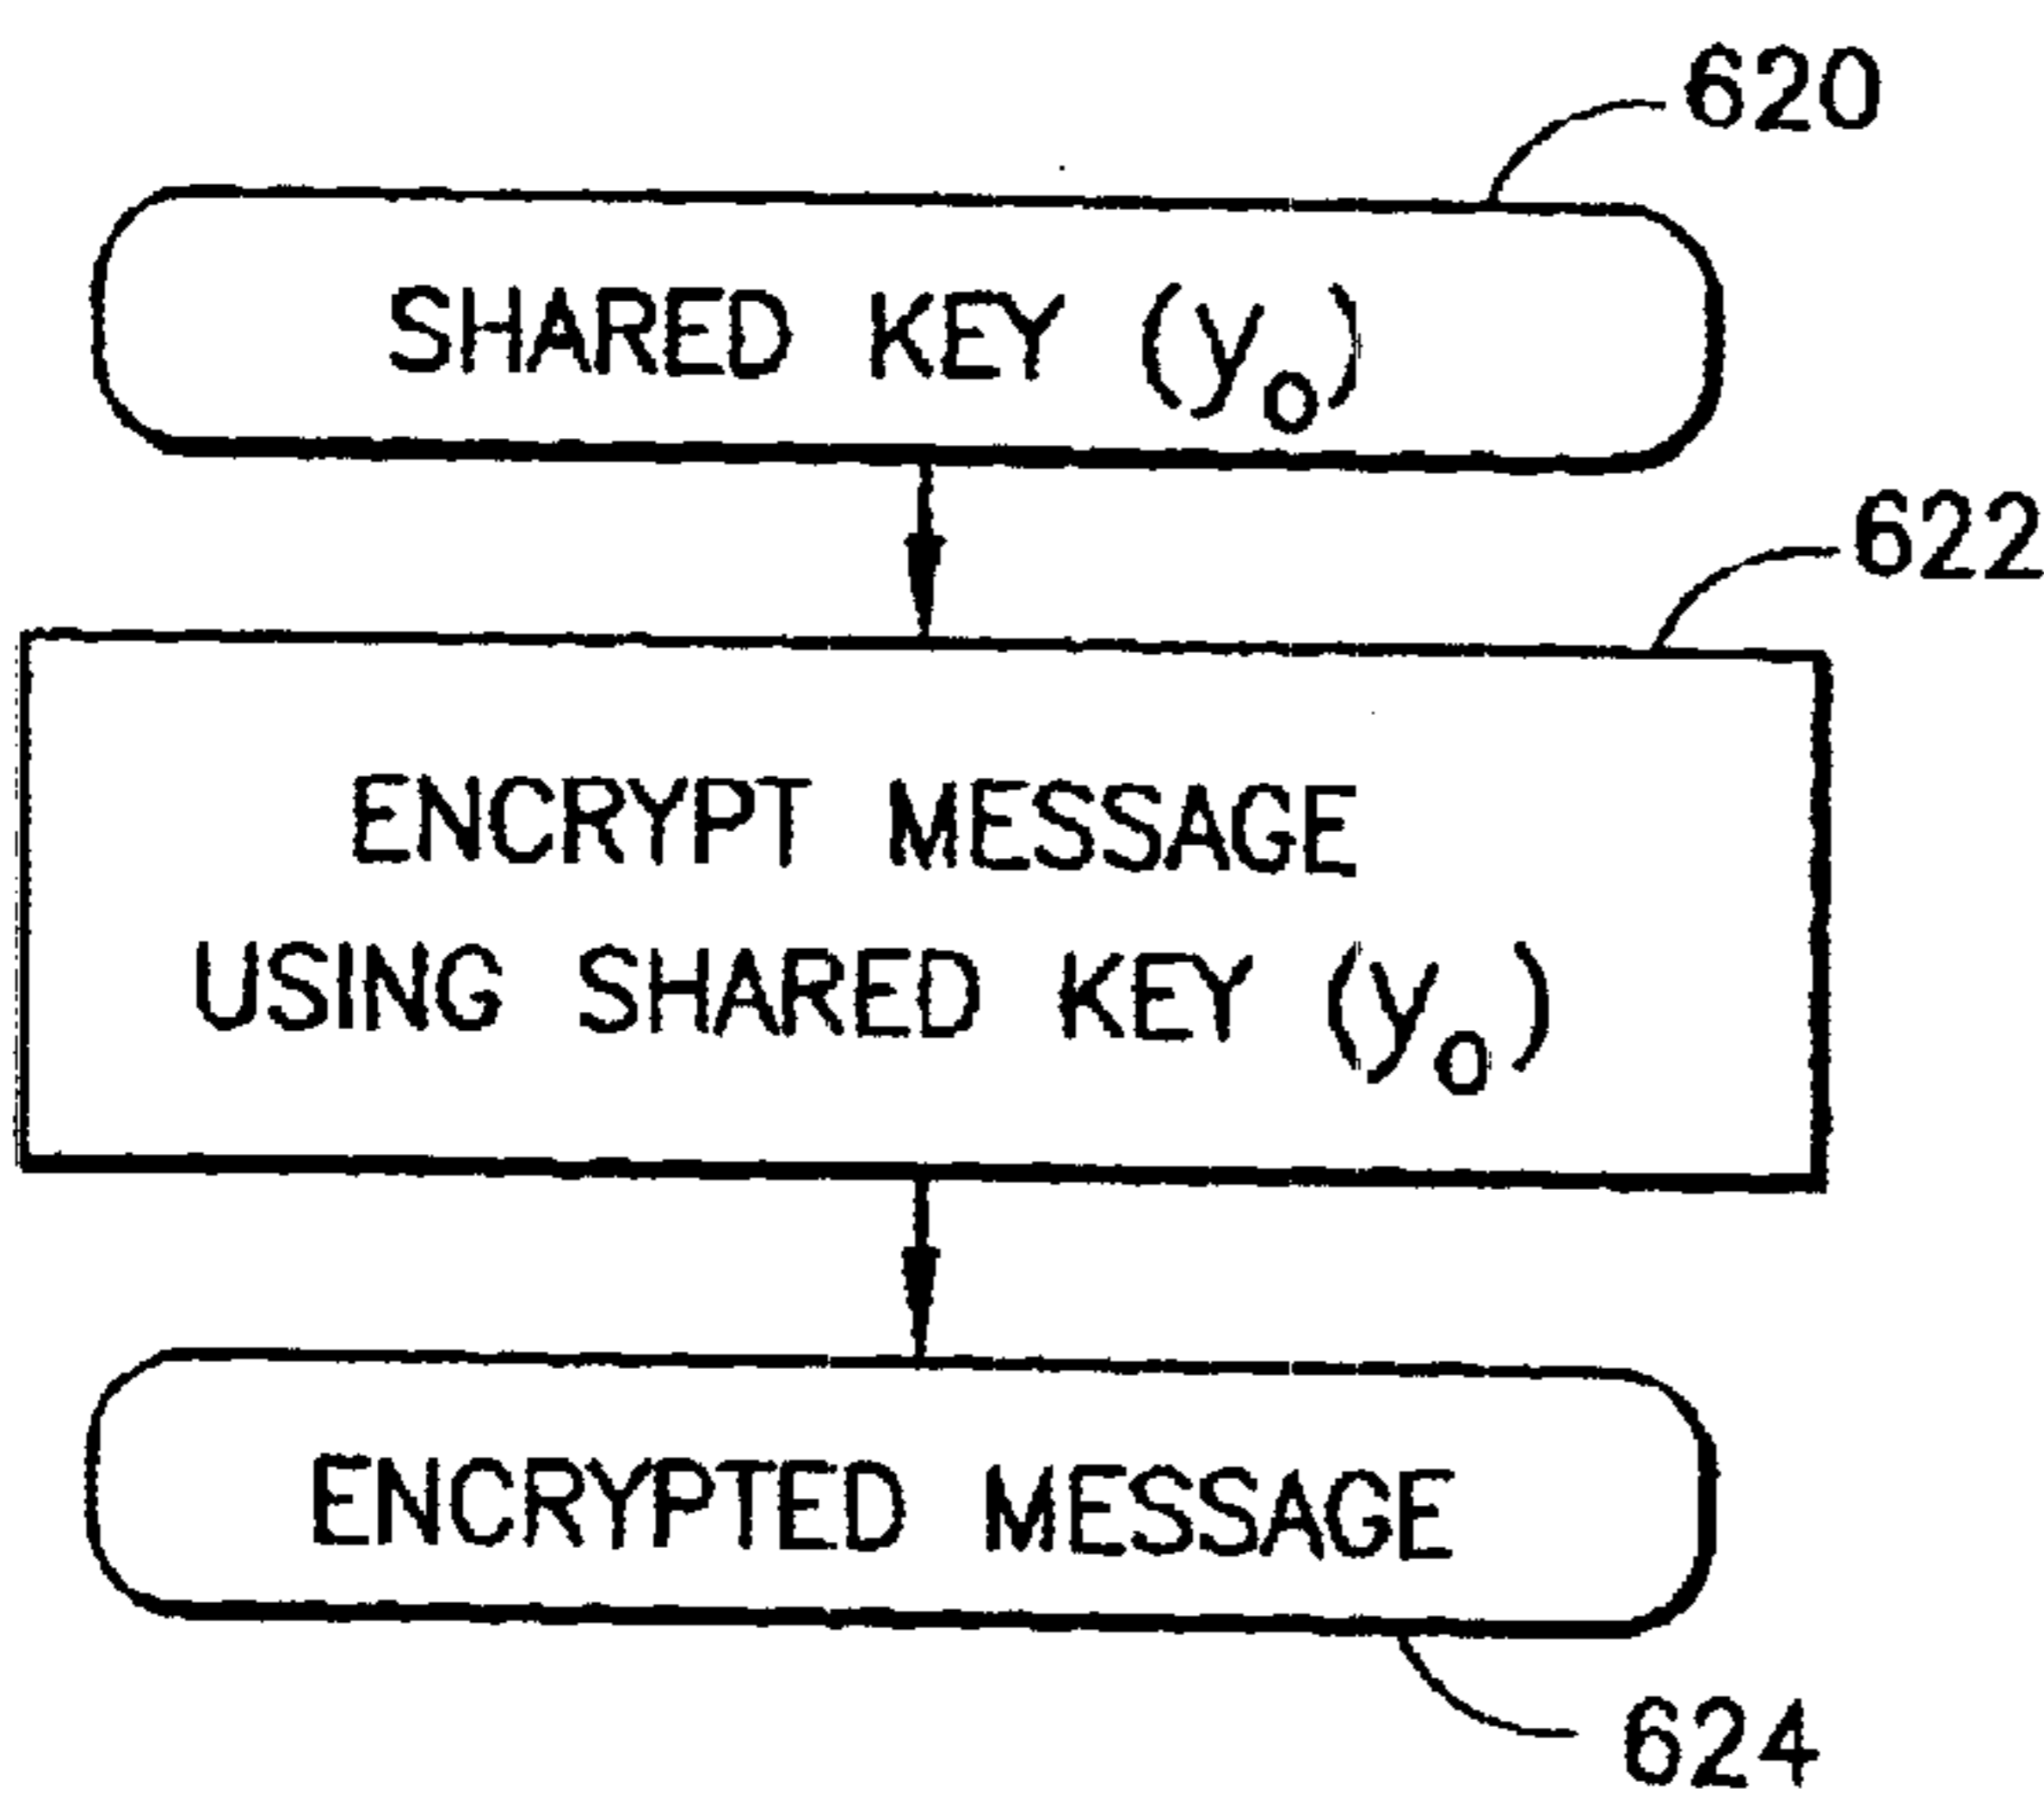 620
SHARED KEY (y₀)
622
ENCRYPT MESSAGE
USING SHARED KEY (y₀)
ENCRYPTED MESSAGE
624